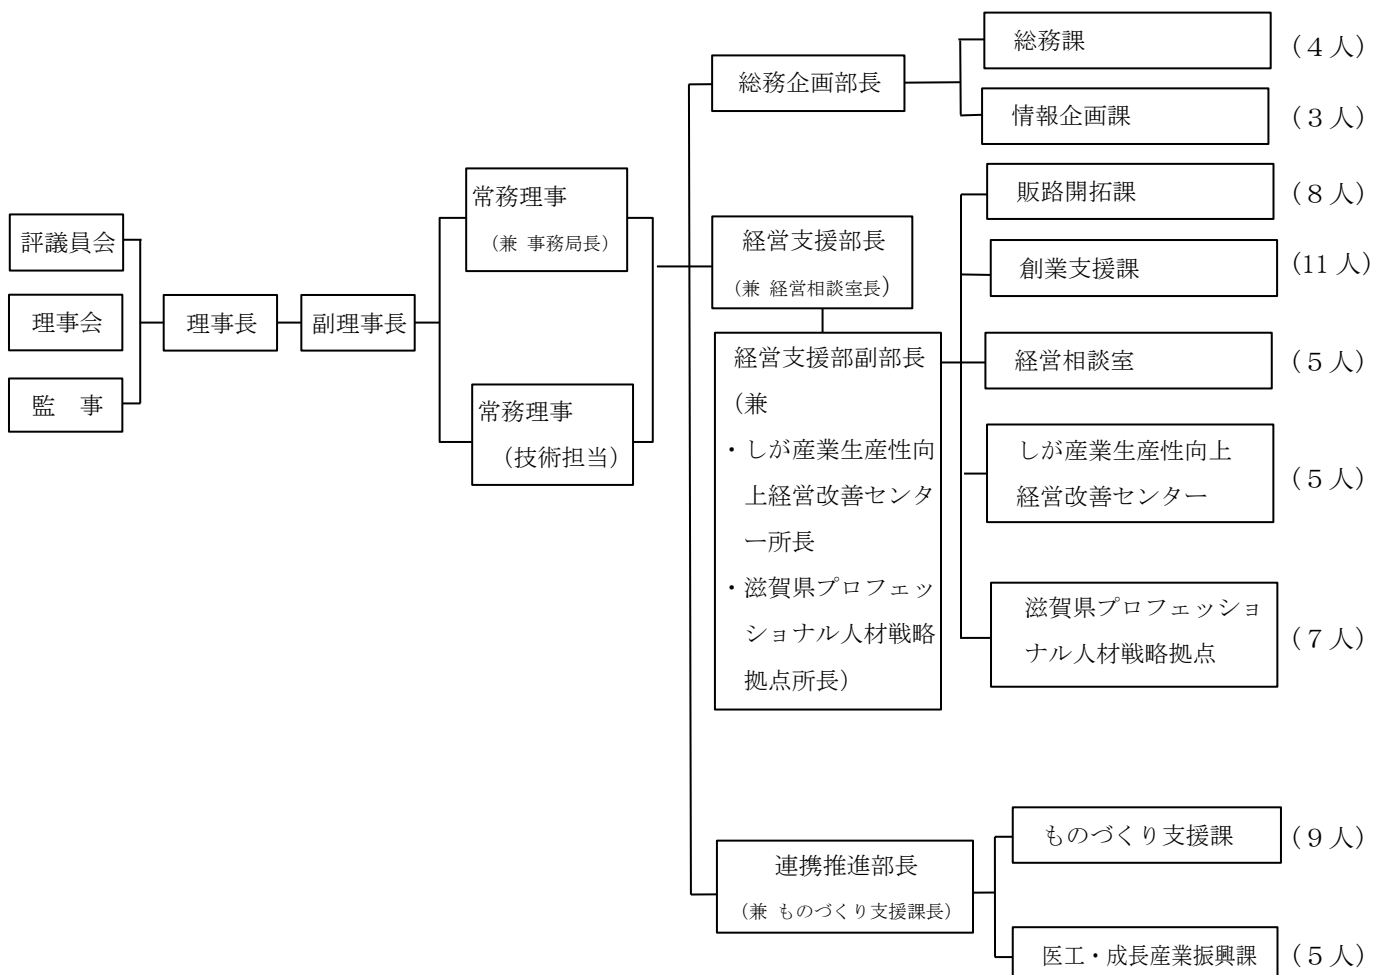 評議員会
理事会
監　事
理事長
副理事長
常務理事
（兼 事務局長）
常務理事
（技術担当）
総務企画部長
経営支援部長
（兼 経営相談室長）
経営支援部副部長
（兼
・しが産業生産性向
上経営改善センタ
ー所長
・滋賀県プロフェッ
ショナル人材戦略
拠点所長）
連携推進部長
（兼 ものづくり支援課長）
総務課 （４人）
情報企画課 （３人）
販路開拓課 （８人）
創業支援課 （11 人）
経営相談室 （５人）
しが産業生産性向上
経営改善センター （５人）
滋賀県プロフェッショ
ナル人材戦略拠点 （７人）
ものづくり支援課 （９人）
医工・成長産業振興課 （５人）